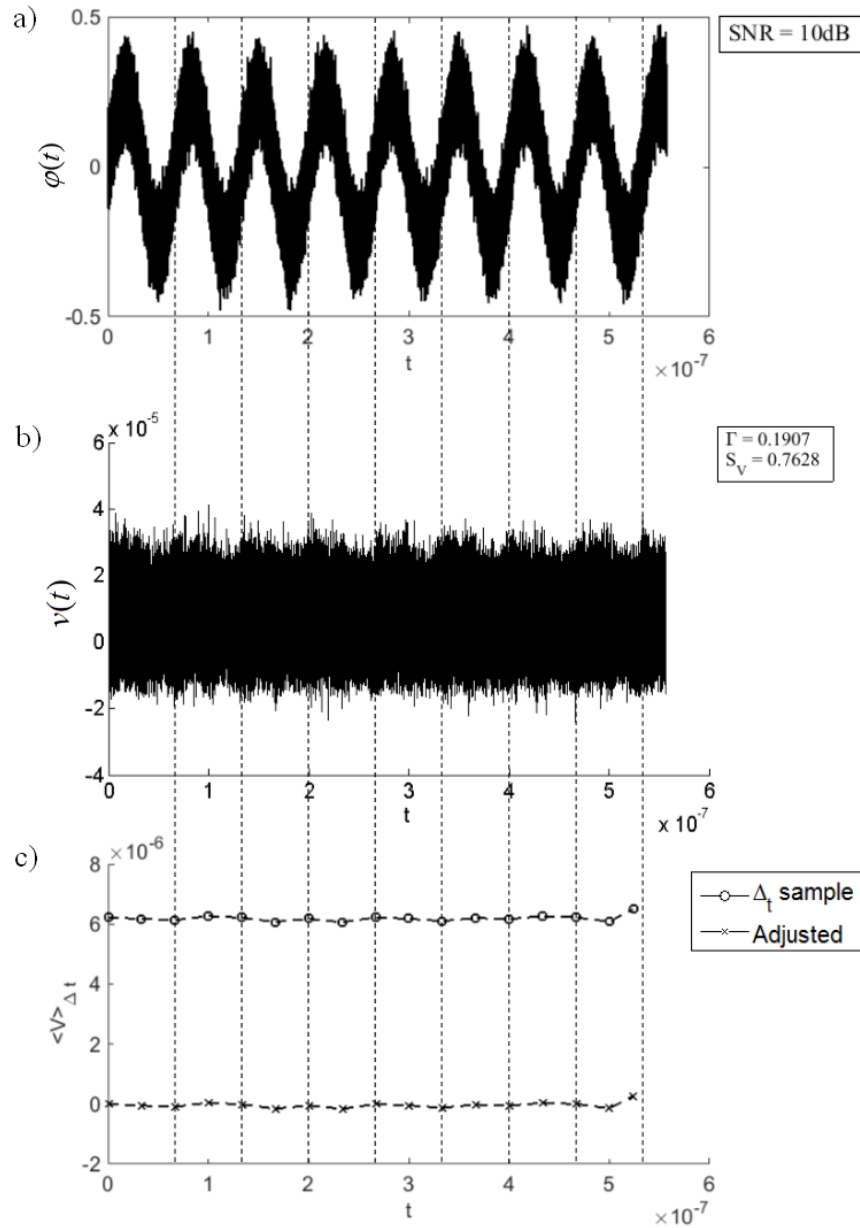 a)
SNR = 10dB
0.5
0
-0.5
φ(t)
0 1 2 3 4 5 6
t
×10⁻⁷
b)
Γ = 0.1907
S_V = 0.7628
x 10⁻⁵
6
4
2
0
-2
-4
v(t)
0 1 2 3 4 5 6
t
x 10⁻⁷
c)
×10⁻⁶
8
6
4
2
0
-2
<V>_Δ t
Δ_t sample
Adjusted
0 1 2 3 4 5 6
t
×10⁻⁷